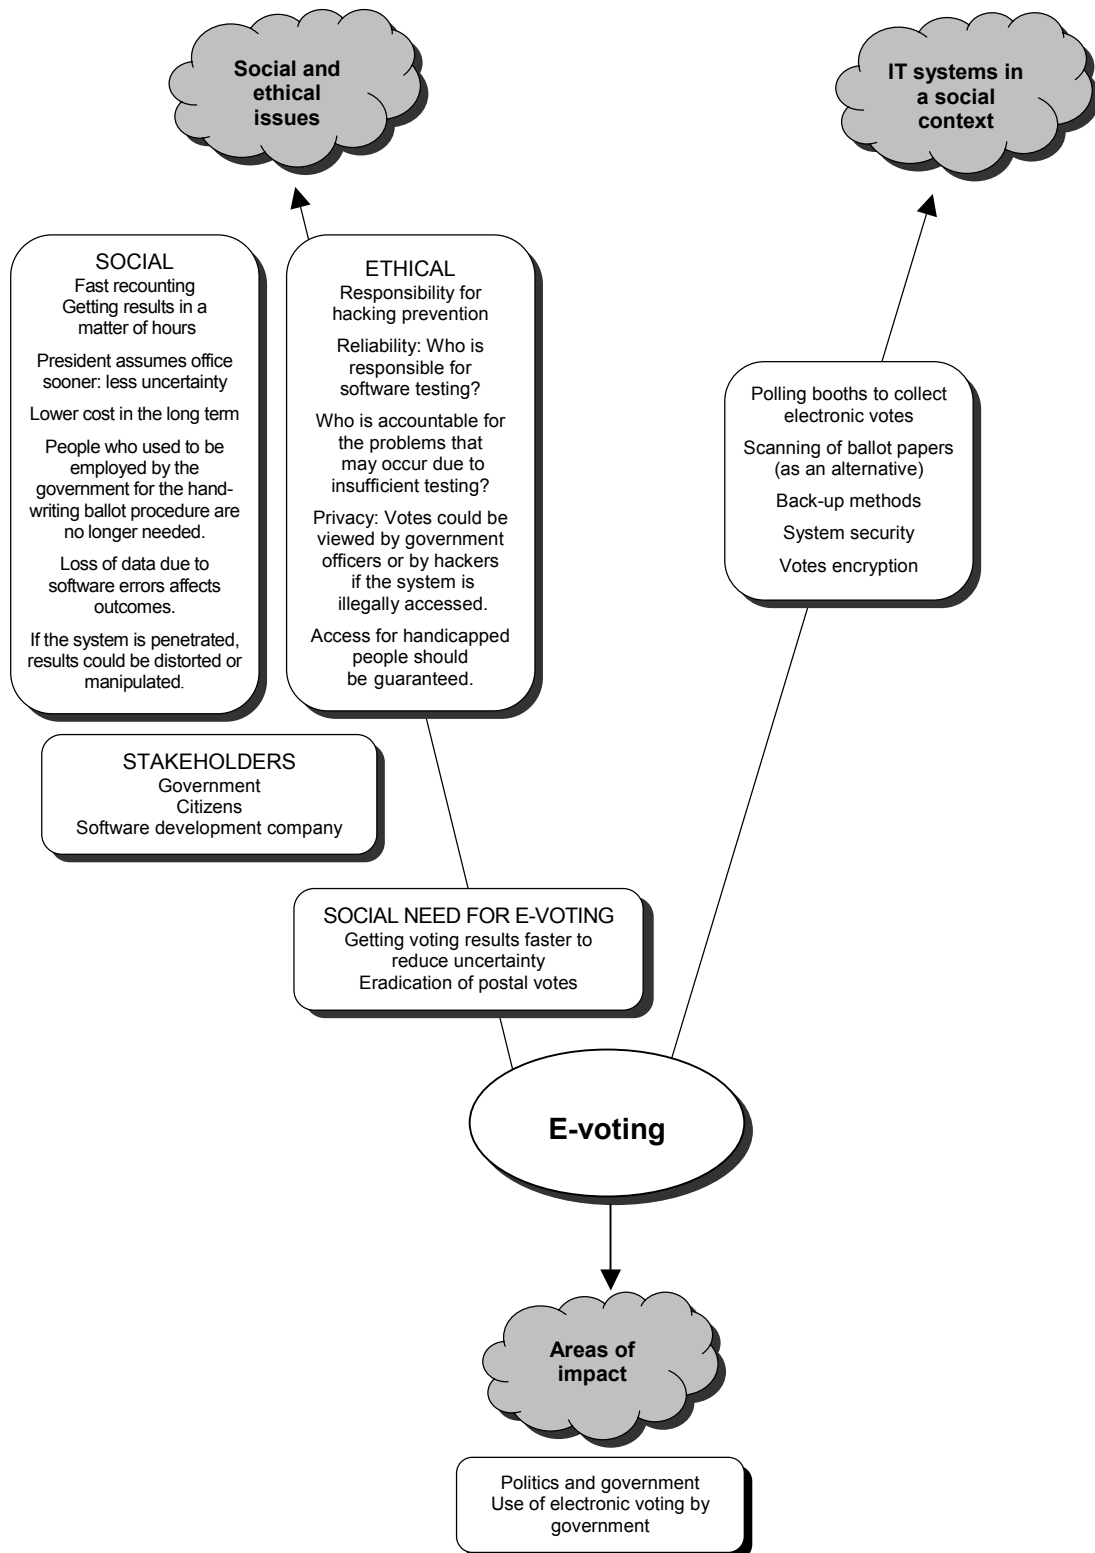 Social and
ethical
issues
IT systems in
a social
context
SOCIAL
Fast recounting
Getting results in a
matter of hours
President assumes office
sooner: less uncertainty
Lower cost in the long term
People who used to be
employed by the
government for the hand-
writing ballot procedure are
no longer needed.
Loss of data due to
software errors affects
outcomes.
If the system is penetrated,
results could be distorted or
manipulated.
ETHICAL
Responsibility for
hacking prevention
Reliability: Who is
responsible for
software testing?
Who is accountable for
the problems that
may occur due to
insufficient testing?
Privacy: Votes could be
viewed by government
officers or by hackers
if the system is
illegally accessed.
Access for handicapped
people should
be guaranteed.
Polling booths to collect
electronic votes
Scanning of ballot papers
(as an alternative)
Back-up methods
System security
Votes encryption
STAKEHOLDERS
Government
Citizens
Software development company
SOCIAL NEED FOR E-VOTING
Getting voting results faster to
reduce uncertainty
Eradication of postal votes
E-voting
Areas of
impact
Politics and government
Use of electronic voting by
government